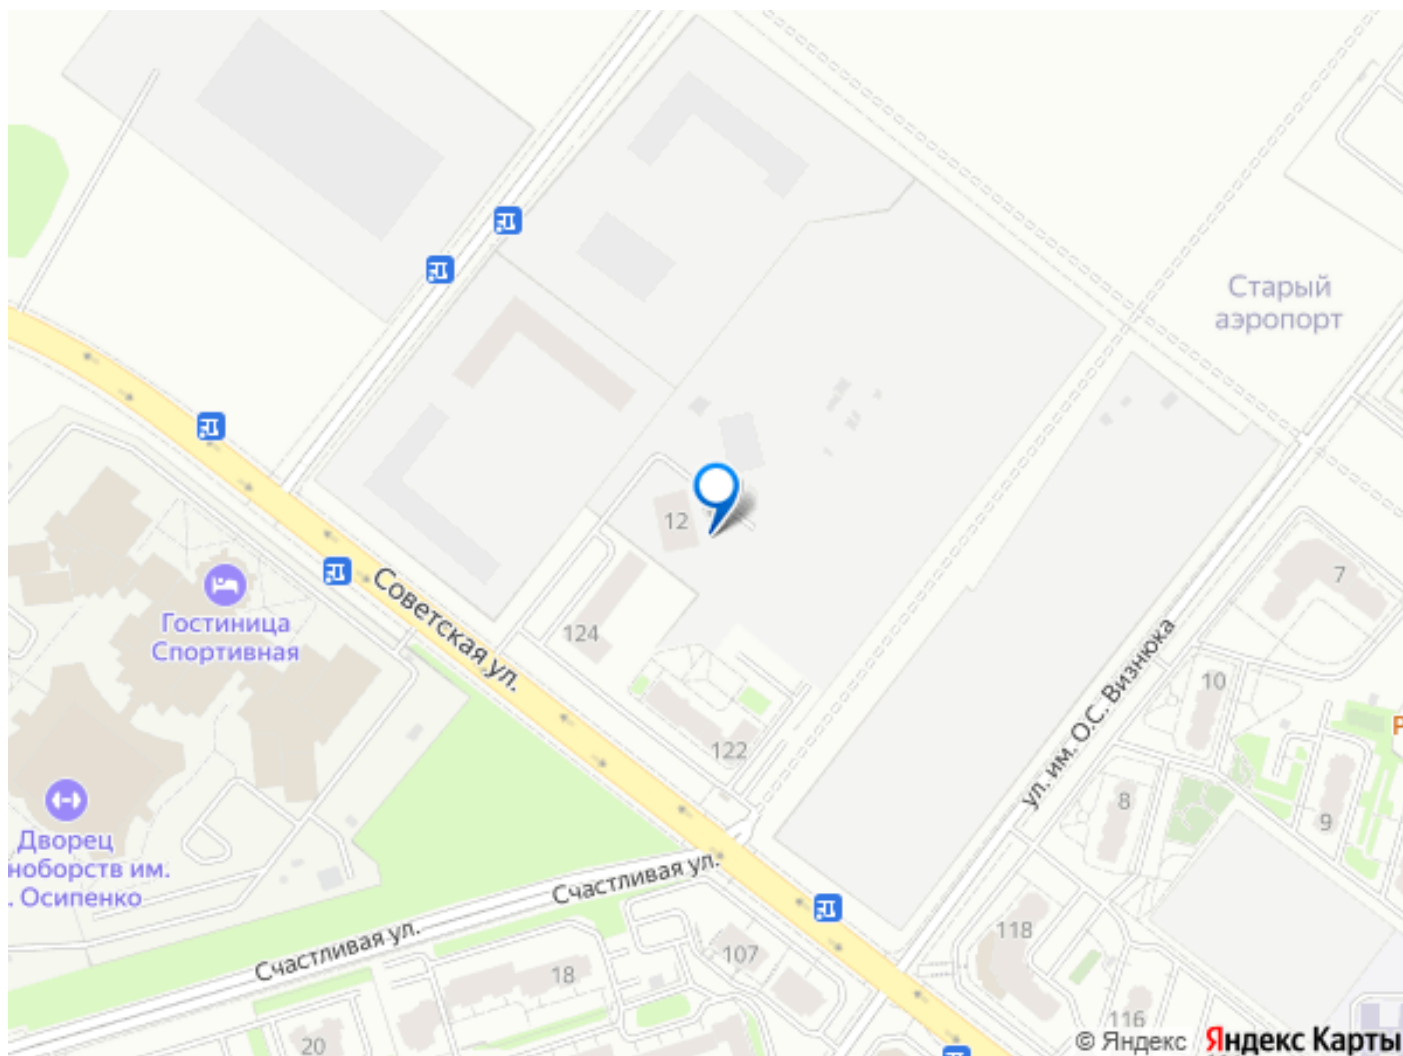 Старый
аэропорт
12
Советская ул.
Гостиница
Спортивная
124
122
7
10
ул. им. О.С. Визнюка
8
9
Р
Дворец
ноборств им.
. Осипенко
Счастливая ул.
Счастливая ул.
107
118
18
116
20
© Яндекс Яндекс Карты